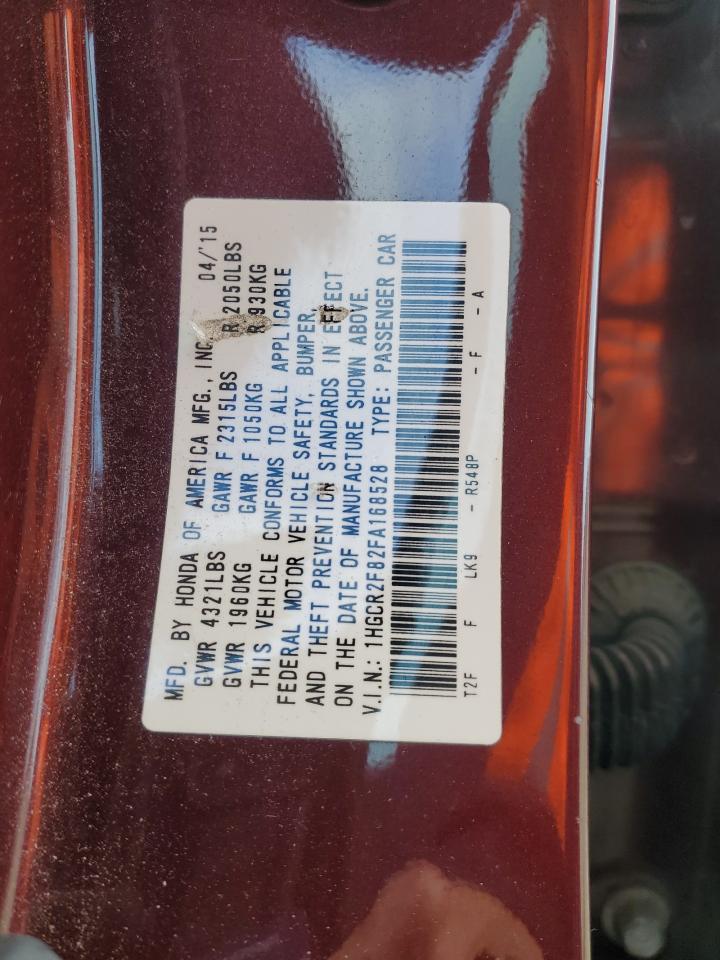 MFD. BY HONDA OF AMERICA MFG., INC. 04/'15
GVWR 4321LBS GAWR F 2315LBS R 2050LBS
GVWR 1960KG GAWR F 1050KG R 930KG
THIS VEHICLE CONFORMS TO ALL APPLICABLE
FEDERAL MOTOR VEHICLE SAFETY, BUMPER,
AND THEFT PREVENTION STANDARDS IN EFFECT
ON THE DATE OF MANUFACTURE SHOWN ABOVE.
V.I.N.: 1HGCR2F82FA168528 TYPE: PASSENGER CAR
T2F F LK9 - R548P - F - A